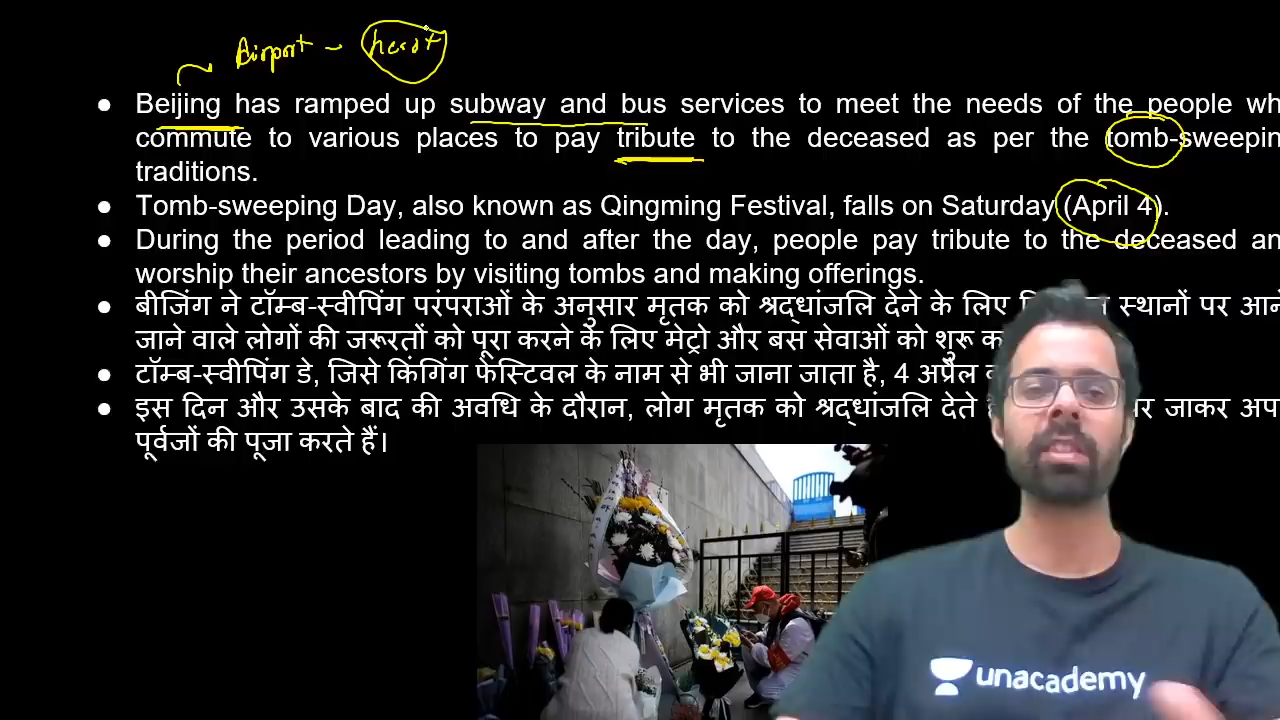 Airport -
● Beijing has ramped up subway and bus services to meet the needs of the people wh
commute to various places to pay tribute to the deceased as per the tomb-sweepin
traditions.
● Tomb-sweeping Day, also known as Qingming Festival, falls on Saturday (April 4).
● During the period leading to and after the day, people pay tribute to the deceased an
worship their ancestors by visiting tombs and making offerings.
● बीजिंग ने टॉम्ब-स्वीपिंग परंपराओं के अनुसार मृतक को श्रद्धांजलि देने के लिए स्थानों पर आने
जाने वाले लोगों की जरूरतों को पूरा करने के लिए मेट्रो और बस सेवाओं को शुरू
● टॉम्ब-स्वीपिंग डे, जिसे किंगिंग फेस्टिवल के नाम से भी जाना जाता है, 4 अप्रैल
● इस दिन और उसके बाद की अवधि के दौरान, लोग मृतक को श्रद्धांजलि देते पर जाकर अप
पूर्वजों की पूजा करते हैं।
unacademy